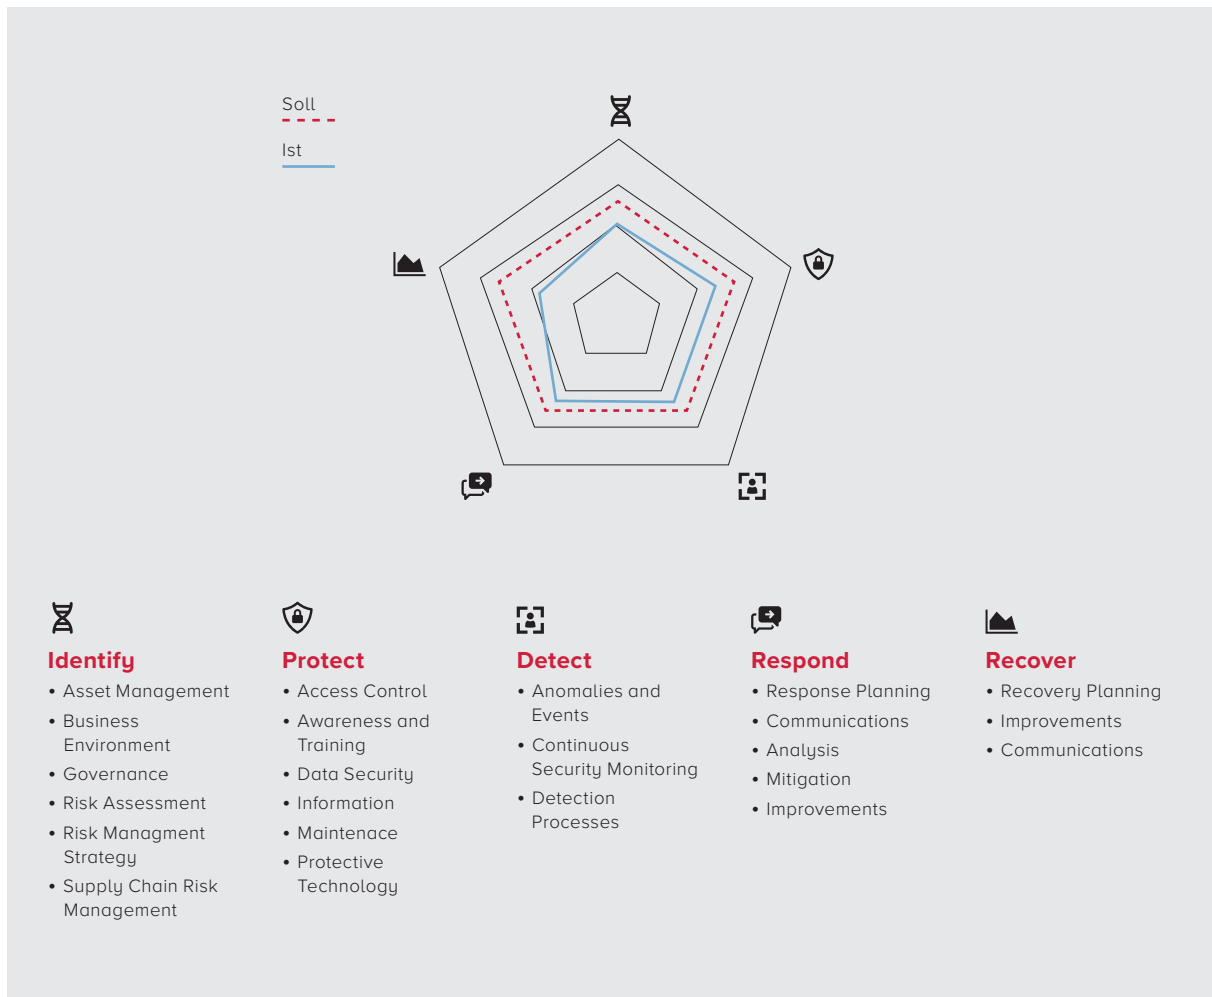 Soll
Ist
Identify
• Asset Management
• Business
Environment
• Governance
• Risk Assessment
• Risk Managment
Strategy
• Supply Chain Risk
Management
Protect
• Access Control
• Awareness and
Training
• Data Security
• Information
• Maintenace
• Protective
Technology
Detect
• Anomalies and
Events
• Continuous
Security Monitoring
• Detection
Processes
Respond
• Response Planning
• Communications
• Analysis
• Mitigation
• Improvements
Recover
• Recovery Planning
• Improvements
• Communications